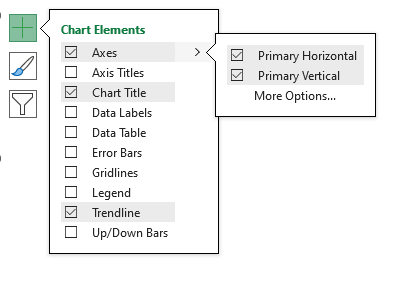 Chart Elements
Axes
Axis Titles
Chart Title
Data Labels
Data Table
Error Bars
Gridlines
Legend
Trendline
Up/Down Bars
Primary Horizontal
Primary Vertical
More Options...